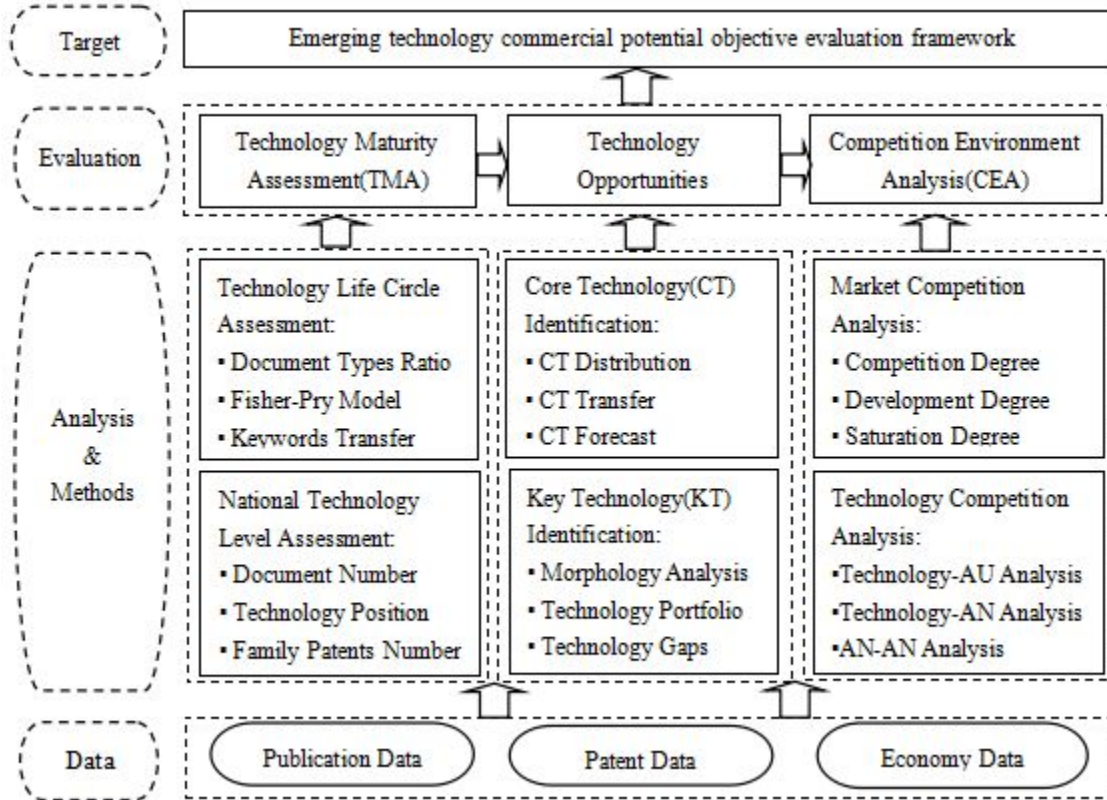 Target
Emerging technology commercial potential objective evaluation framework
Evaluation
Technology Maturity
Assessment(TMA)
Technology
Opportunities
Competition Environment
Analysis(CEA)
Analysis
&
Methods
Technology Life Circle
Assessment:
▪ Document Types Ratio
▪ Fisher-Pry Model
▪ Keywords Transfer
Core Technology(CT)
Identification:
▪ CT Distribution
▪ CT Transfer
▪ CT Forecast
Market Competition
Analysis:
▪ Competition Degree
▪ Development Degree
▪ Saturation Degree
National Technology
Level Assessment:
▪ Document Number
▪ Technology Position
▪ Family Patents Number
Key Technology(KT)
Identification:
▪ Morphology Analysis
▪ Technology Portfolio
▪ Technology Gaps
Technology Competition
Analysis:
▪Technology-AU Analysis
▪Technology-AN Analysis
▪AN-AN Analysis
Data
Publication Data
Patent Data
Economy Data